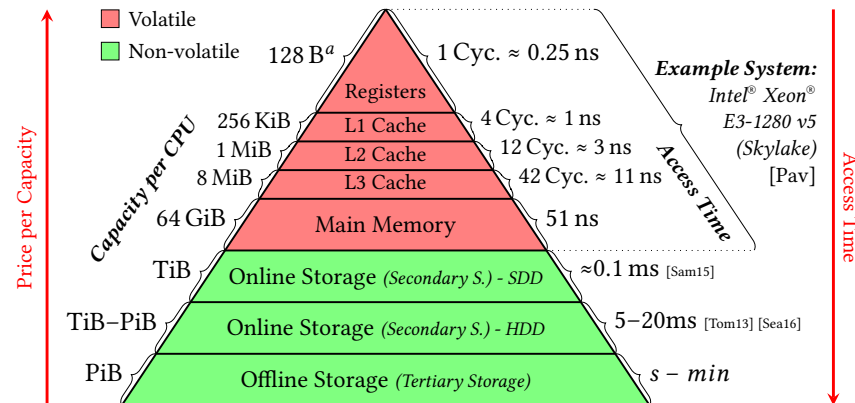 Volatile
Non-volatile
Price per Capacity
Capacity per CPU
128 Bᵃ
Registers
1 Cyc. ≈ 0.25 ns
256 KiB
L1 Cache
4 Cyc. ≈ 1 ns
1 MiB
L2 Cache
12 Cyc. ≈ 3 ns
8 MiB
L3 Cache
42 Cyc. ≈ 11 ns
64 GiB
Main Memory
51 ns
TiB
Online Storage (Secondary S.) - SDD
≈0.1 ms [Sam15]
TiB–PiB
Online Storage (Secondary S.) - HDD
5–20ms [Tom13] [Sea16]
PiB
Offline Storage (Tertiary Storage)
s – min
Access Time
Example System:
Intel® Xeon®
E3-1280 v5
(Skylake)
[Pav]
Access Time